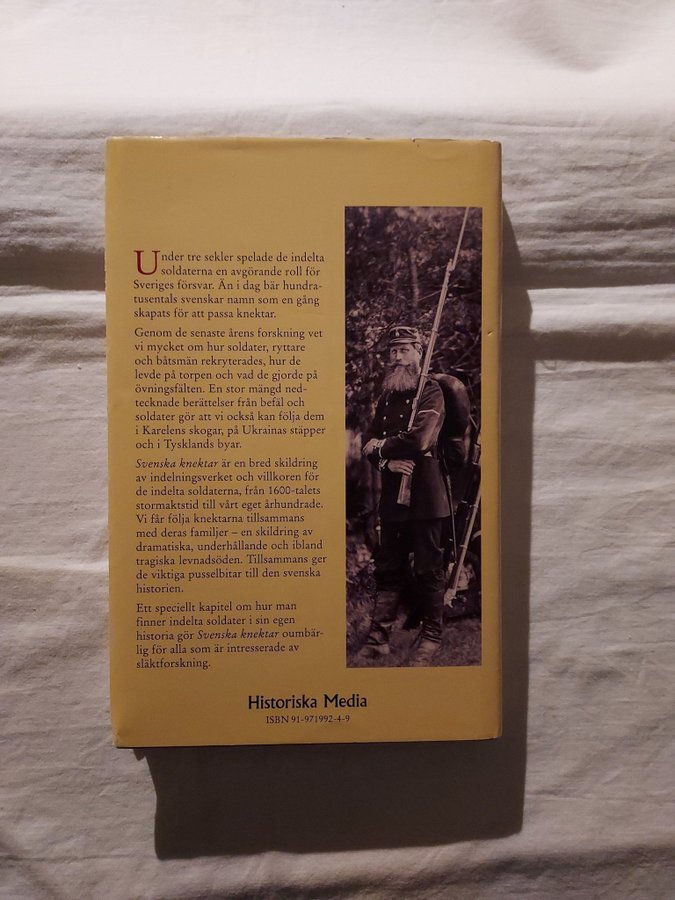 Under tre sekler spelade de indelta
soldaterna en avgörande roll för
Sveriges försvar. Än i dag bär hundra-
tusentals svenskar namn som en gång
skapats för att passa knektar.
Genom de senaste årens forskning vet
vi mycket om hur soldater, ryttare
och båtsmän rekryterades, hur de
levde på torpen och vad de gjorde på
övningsfälten. En stor mängd ned-
tecknade berättelser från befäl och
soldater gör att vi också kan följa dem
i Karelens skogar, på Ukrainas stäpper
och i Tysklands byar.
Svenska knektar är en bred skildring
av indelningsverket och villkoren för
de indelta soldaterna, från 1600-talets
stormaktstid till vårt eget århundrade.
Vi får följa knektarna tillsammans
med deras familjer – en skildring av
dramatiska, underhållande och ibland
tragiska levnadsöden. Tillsammans ger
de viktiga pusselbitar till den svenska
historien.
Ett speciellt kapitel om hur man
finner indelta soldater i sin egen
historia gör Svenska knektar oumbär-
lig för alla som är intresserade av
släktforskning.
Historiska Media
ISBN 91-971992-4-9